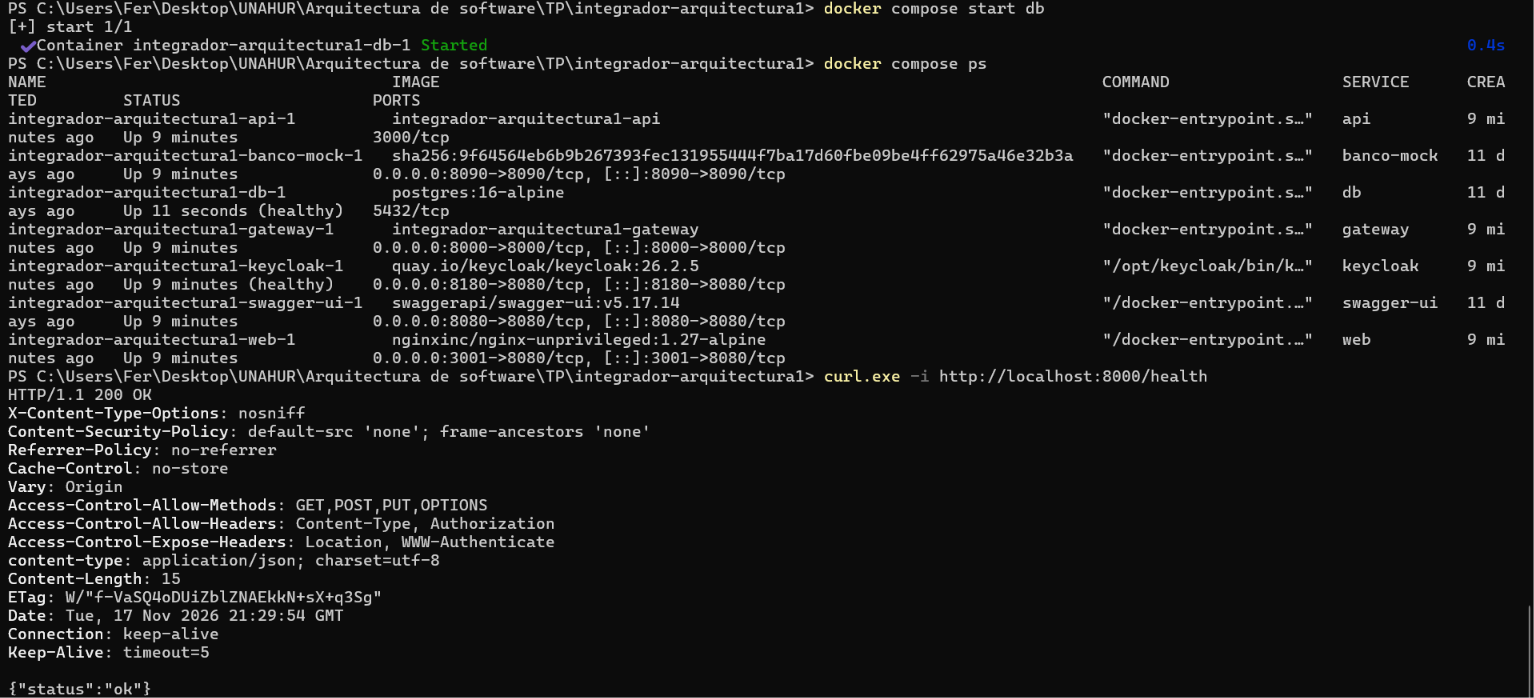 PS C:\Users\Fer\Desktop\UNAHUR\Arquitectura de software\TP\integrador-arquitectura1> docker compose start db
[+] start 1/1
✔Container integrador-arquitectura1-db-1 Started 0.4s
PS C:\Users\Fer\Desktop\UNAHUR\Arquitectura de software\TP\integrador-arquitectura1> docker compose ps
NAME IMAGE COMMAND SERVICE CREA
TED STATUS PORTS
integrador-arquitectura1-api-1 integrador-arquitectura1-api "docker-entrypoint.s…" api 9 mi
nutes ago Up 9 minutes 3000/tcp
integrador-arquitectura1-banco-mock-1 sha256:9f64564eb6b9b267393fec131955444f7ba17d60fbe09be4ff62975a46e32b3a "docker-entrypoint.s…" banco-mock 11 d
ays ago Up 9 minutes 0.0.0.0:8090->8090/tcp, [::]:8090->8090/tcp
integrador-arquitectura1-db-1 postgres:16-alpine "docker-entrypoint.s…" db 11 d
ays ago Up 11 seconds (healthy) 5432/tcp
integrador-arquitectura1-gateway-1 integrador-arquitectura1-gateway "docker-entrypoint.s…" gateway 9 mi
nutes ago Up 9 minutes 0.0.0.0:8000->8000/tcp, [::]:8000->8000/tcp
integrador-arquitectura1-keycloak-1 quay.io/keycloak/keycloak:26.2.5 "/opt/keycloak/bin/k…" keycloak 9 mi
nutes ago Up 9 minutes (healthy) 0.0.0.0:8180->8080/tcp, [::]:8180->8080/tcp
integrador-arquitectura1-swagger-ui-1 swaggerapi/swagger-ui:v5.17.14 "/docker-entrypoint.…" swagger-ui 11 d
ays ago Up 9 minutes 0.0.0.0:8080->8080/tcp, [::]:8080->8080/tcp
integrador-arquitectura1-web-1 nginxinc/nginx-unprivileged:1.27-alpine "/docker-entrypoint.…" web 9 mi
nutes ago Up 9 minutes 0.0.0.0:3001->8080/tcp, [::]:3001->8080/tcp
PS C:\Users\Fer\Desktop\UNAHUR\Arquitectura de software\TP\integrador-arquitectura1> curl.exe -i http://localhost:8000/health
HTTP/1.1 200 OK
X-Content-Type-Options: nosniff
Content-Security-Policy: default-src 'none'; frame-ancestors 'none'
Referrer-Policy: no-referrer
Cache-Control: no-store
Vary: Origin
Access-Control-Allow-Methods: GET,POST,PUT,OPTIONS
Access-Control-Allow-Headers: Content-Type, Authorization
Access-Control-Expose-Headers: Location, WWW-Authenticate
content-type: application/json; charset=utf-8
Content-Length: 15
ETag: W/"f-VaSQ4oDUiZblZNAEkkN+sX+q3Sg"
Date: Tue, 17 Nov 2026 21:29:54 GMT
Connection: keep-alive
Keep-Alive: timeout=5
{"status":"ok"}